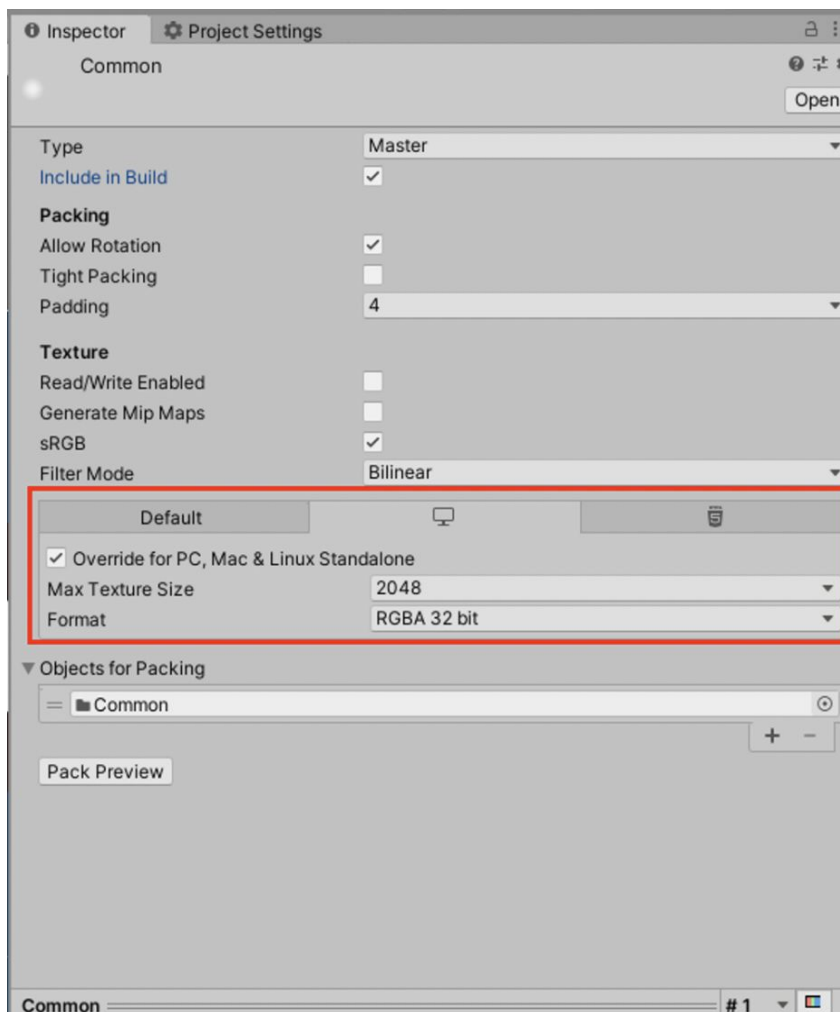 Inspector Project Settings
Common
Open
Type Master
Include in Build
Packing
Allow Rotation
Tight Packing
Padding 4
Texture
Read/Write Enabled
Generate Mip Maps
sRGB
Filter Mode Bilinear
Default
Override for PC, Mac & Linux Standalone
Max Texture Size 2048
Format RGBA 32 bit
Objects for Packing
Common
Pack Preview
Common #1